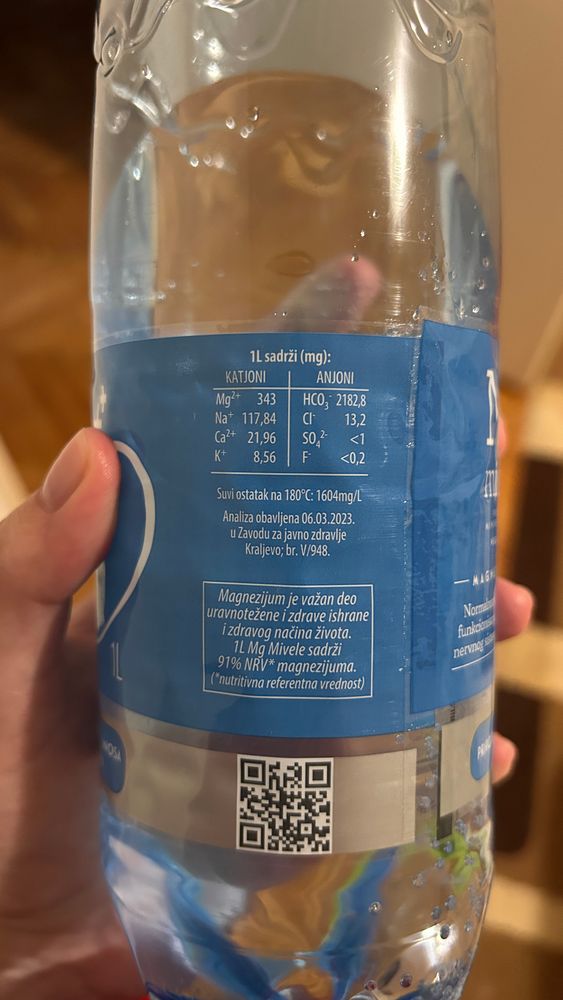 1L sadrži (mg):
KATJONI ANJONI
Mg²⁺ 343 HCO₃⁻ 2182,8
Na⁺ 117,84 Cl⁻ 13,2
Ca²⁺ 21,96 SO₄²⁻ <1
K⁺ 8,56 F⁻ <0,2
Suvi ostatak na 180°C: 1604mg/L
Analiza obavljena 06.03.2023.
u Zavodu za javno zdravlje
Kraljevo; br. V/948.
Magnezijum je važan deo
uravnotežene i zdrave ishrane
i zdravog načina života.
1L Mg Mivele sadrži
91% NRV* magnezijuma.
(*nutritivna referentna vrednost)
1L